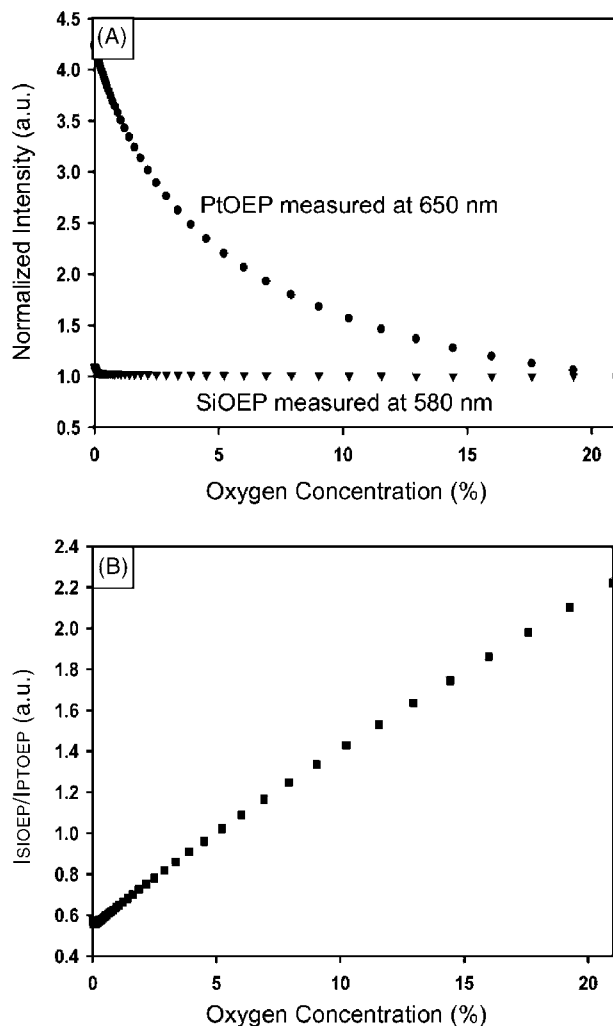 (A)
4.5
4.0
3.5
3.0
2.5
2.0
1.5
1.0
0.5
Normalized Intensity (a.u.)
PtOEP measured at 650 nm
SiOEP measured at 580 nm
0 5 10 15 20
Oxygen Concentration (%)
(B)
2.4
2.2
2.0
1.8
1.6
1.4
1.2
1.0
0.8
0.6
0.4
ISIOEP/IPTOEP (a.u.)
0 5 10 15 20
Oxygen Concentration (%)